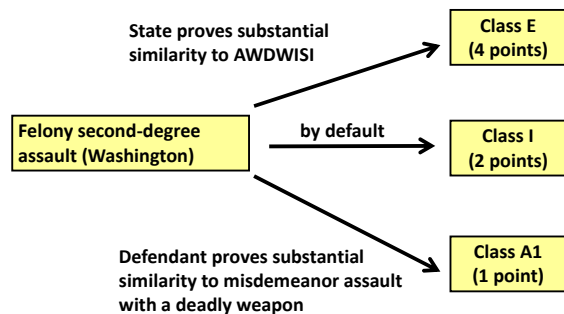 State proves substantial
similarity to AWDWISI
Class E
(4 points)
Felony second-degree
assault (Washington)
by default
Class I
(2 points)
Defendant proves substantial
similarity to misdemeanor assault
with a deadly weapon
Class A1
(1 point)